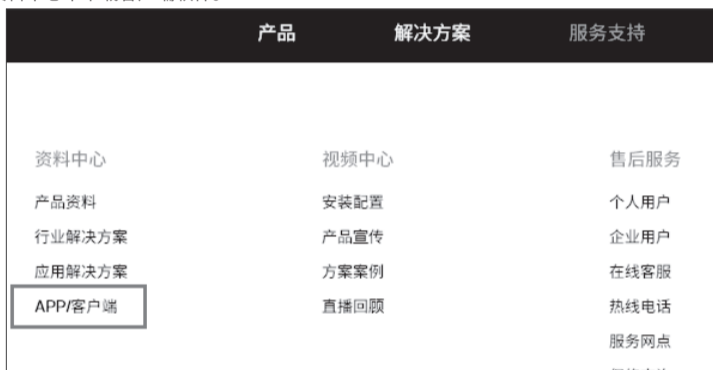 产品 解决方案 服务支持
资料中心
产品资料
行业解决方案
应用解决方案
APP/客户端
视频中心
安装配置
产品宣传
方案案例
直播回顾
售后服务
个人用户
企业用户
在线客服
热线电话
服务网点